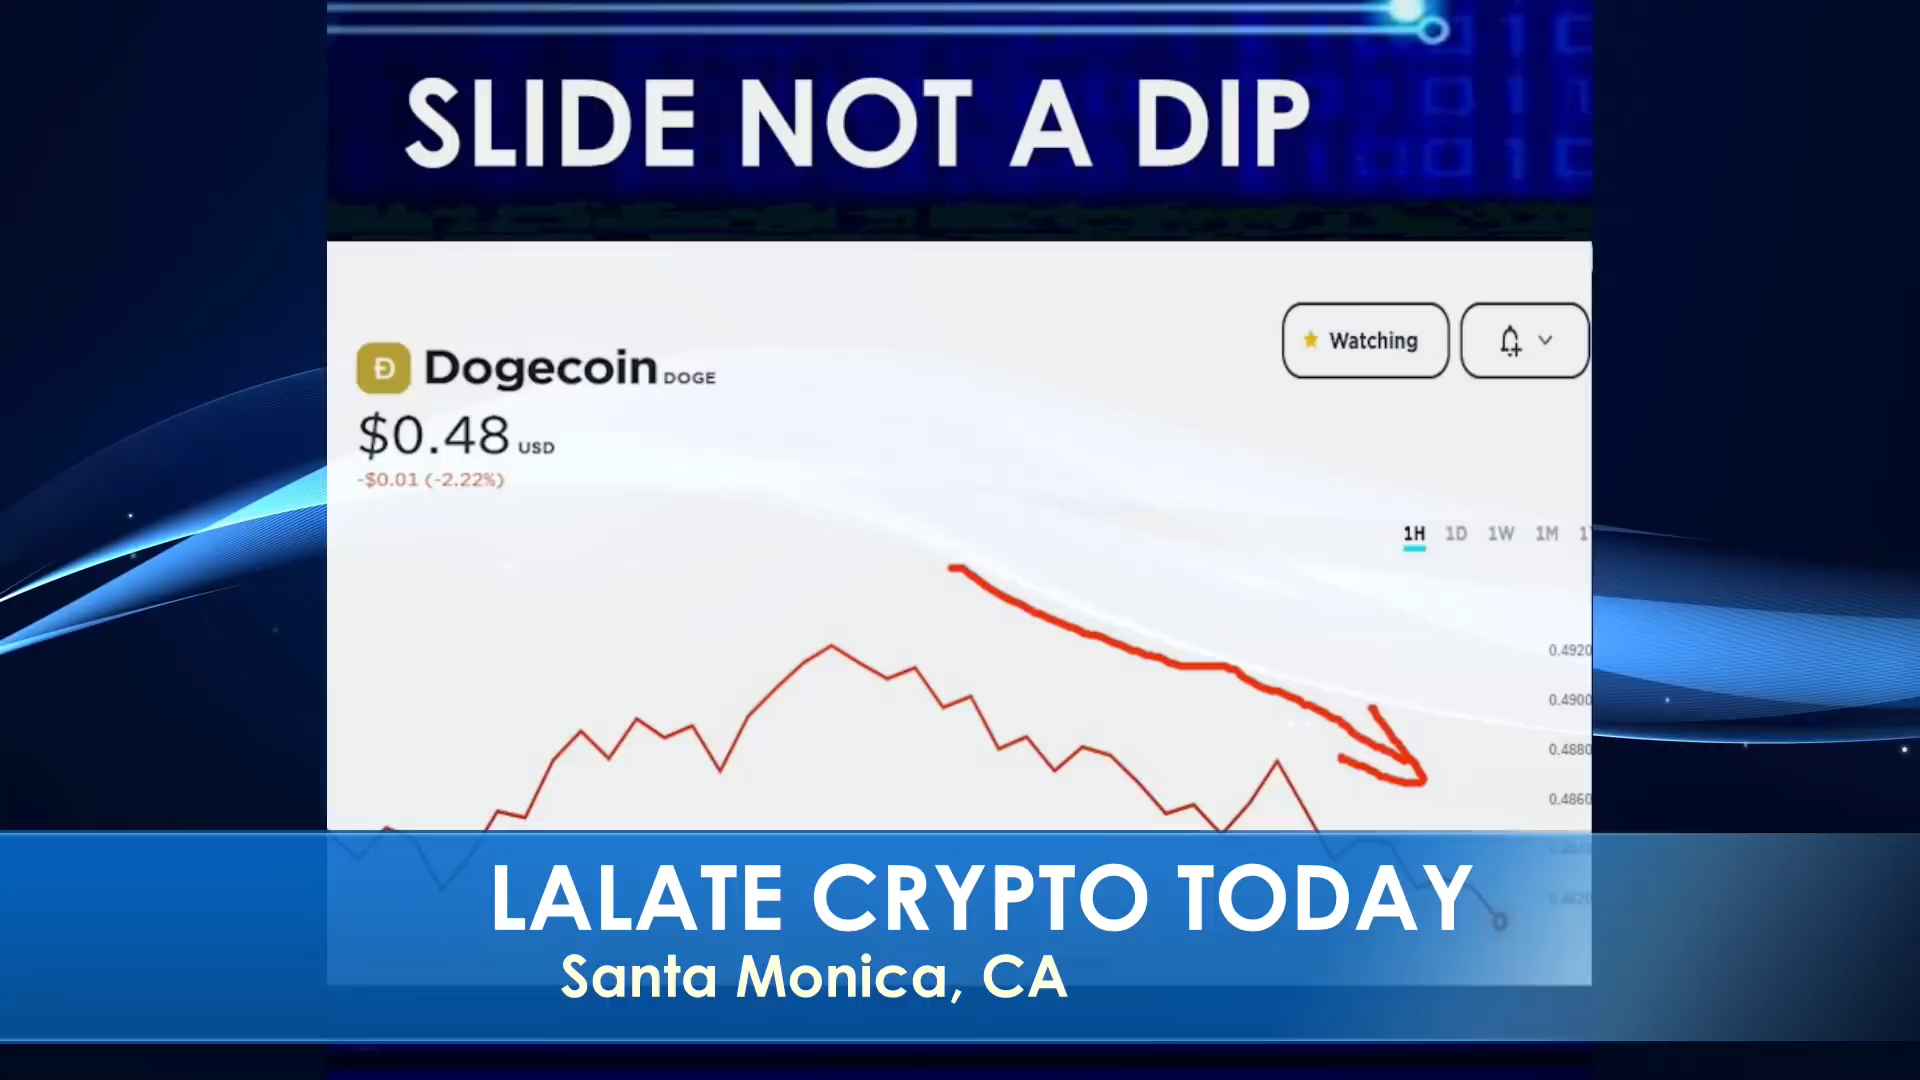 SLIDE NOT A DIP
Watching
Dogecoin DOGE
$0.48 USD
-$0.01 (-2.22%)
1H 1D 1W 1M
0.4920
0.4900
0.4880
0.4860
LALATE CRYPTO TODAY
Santa Monica, CA